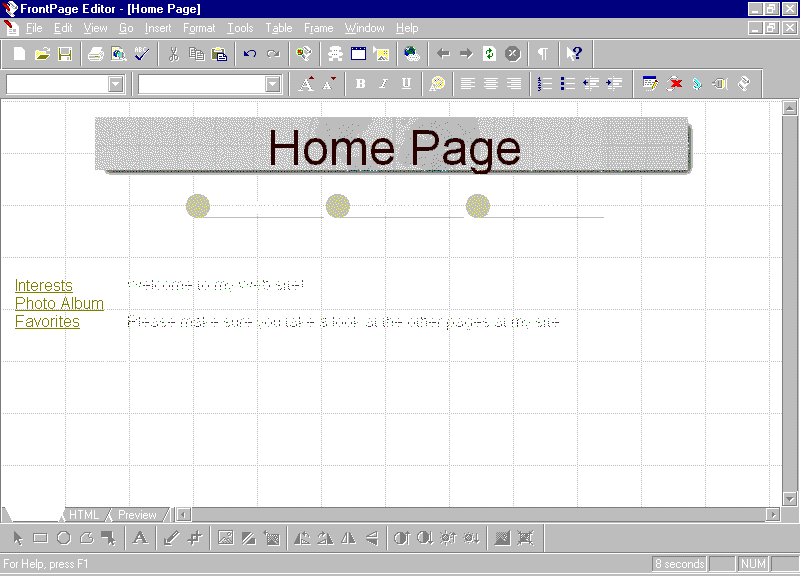 FrontPage Editor - [Home Page]
File Edit View Go Insert Format Tools Table Frame Window Help
Home Page
Interests
Welcome to my Web site!
Photo Album
Favorites
Please make sure you take a look at the other pages at my site
HTML Preview
For Help, press F1
8 seconds
NUM